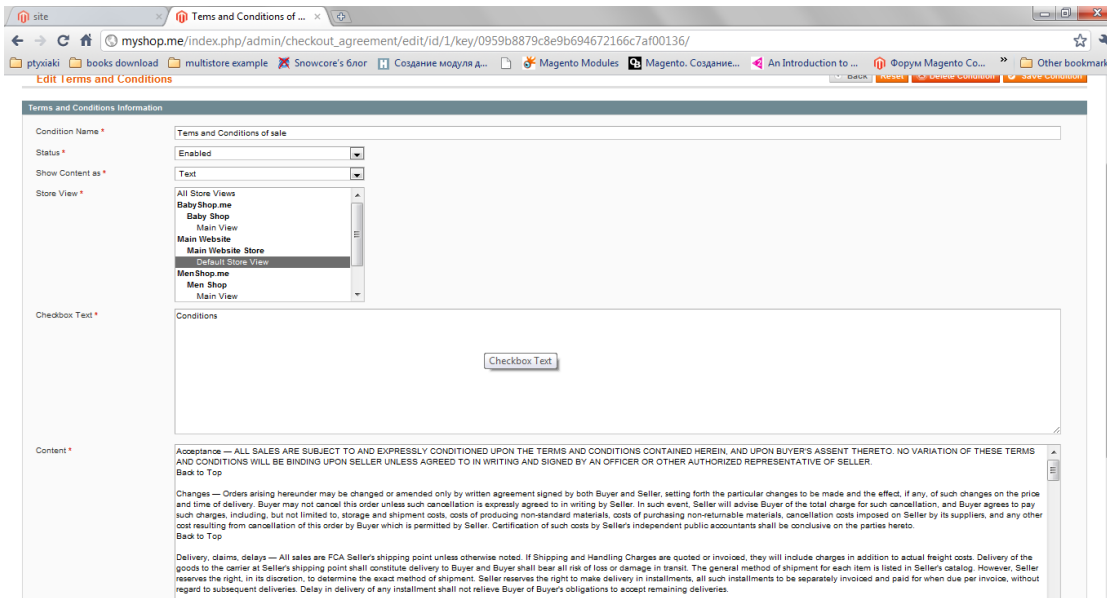 site
Tems and Conditions of ...
myshop.me/index.php/admin/checkout_agreement/edit/id/1/key/0959b8879c8e9b694672166c7af00136/
ptyxiaki books download multistore example Snowcore's блог Создание модуля д... Magento Modules Magento. Создание... An Introduction to ... Форум Magento Co... » Other bookmark
Edit Terms and Conditions Back Reset Delete Condition Save Condition
Terms and Conditions Information
Condition Name * Tems and Conditions of sale
Status * Enabled
Show Content as * Text
Store View * All Store Views
BabyShop.me
Baby Shop
Main View
Main Website
Main Website Store
Default Store View
MenShop.me
Men Shop
Main View
Checkbox Text * Conditions
Checkbox Text
Content * Acceptance — ALL SALES ARE SUBJECT TO AND EXPRESSLY CONDITIONED UPON THE TERMS AND CONDITIONS CONTAINED HEREIN, AND UPON BUYER'S ASSENT THERETO. NO VARIATION OF THESE TERMS
AND CONDITIONS WILL BE BINDING UPON SELLER UNLESS AGREED TO IN WRITING AND SIGNED BY AN OFFICER OR OTHER AUTHORIZED REPRESENTATIVE OF SELLER.
Back to Top
Changes — Orders arising hereunder may be changed or amended only by written agreement signed by both Buyer and Seller, setting forth the particular changes to be made and the effect, if any, of such changes on the price
and time of delivery. Buyer may not cancel this order unless such cancellation is expressly agreed to in writing by Seller. In such event, Seller will advise Buyer of the total charge for such cancellation, and Buyer agrees to pay
such charges, including, but not limited to, storage and shipment costs, costs of producing non-standard materials, costs of purchasing non-returnable materials, cancellation costs imposed on Seller by its suppliers, and any other
cost resulting from cancellation of this order by Buyer which is permitted by Seller. Certification of such costs by Seller's independent public accountants shall be conclusive on the parties hereto.
Back to Top
Delivery, claims, delays — All sales are FCA Seller's shipping point unless otherwise noted. If Shipping and Handling Charges are quoted or invoiced, they will include charges in addition to actual freight costs. Delivery of the
goods to the carrier at Seller's shipping point shall constitute delivery to Buyer and Buyer shall bear all risk of loss or damage in transit. The general method of shipment for each item is listed in Seller's catalog. However, Seller
reserves the right, in its discretion, to determine the exact method of shipment. Seller reserves the right to make delivery in installments, all such installments to be separately invoiced and paid for when due per invoice, without
regard to subsequent deliveries. Delay in delivery of any installment shall not relieve Buyer of Buyer's obligations to accept remaining deliveries.